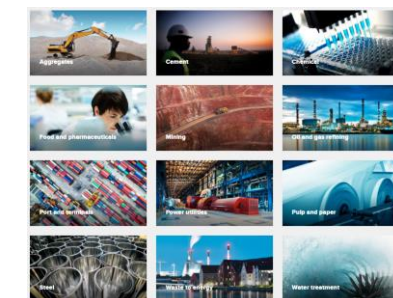 Aggregates
Cement
Chemical
Food and pharmaceuticals
Mining
Oil and gas refining
Port and terminals
Power utilities
Pulp and paper
Steel
Waste to energy
Water treatment